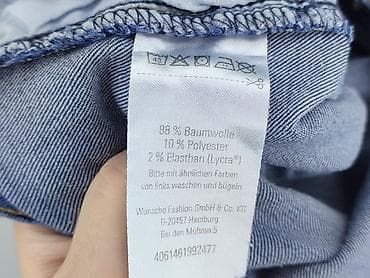 88 % Baumwolle
10 % Polyester
2 % Elasthan (Lycra®)
Bitte mit ähnlichen Farben
von links waschen und bügeln
Wünsche Fashion GmbH & Co. KG
D-20457 Hamburg
Bei den Mühren 5
4061461992477